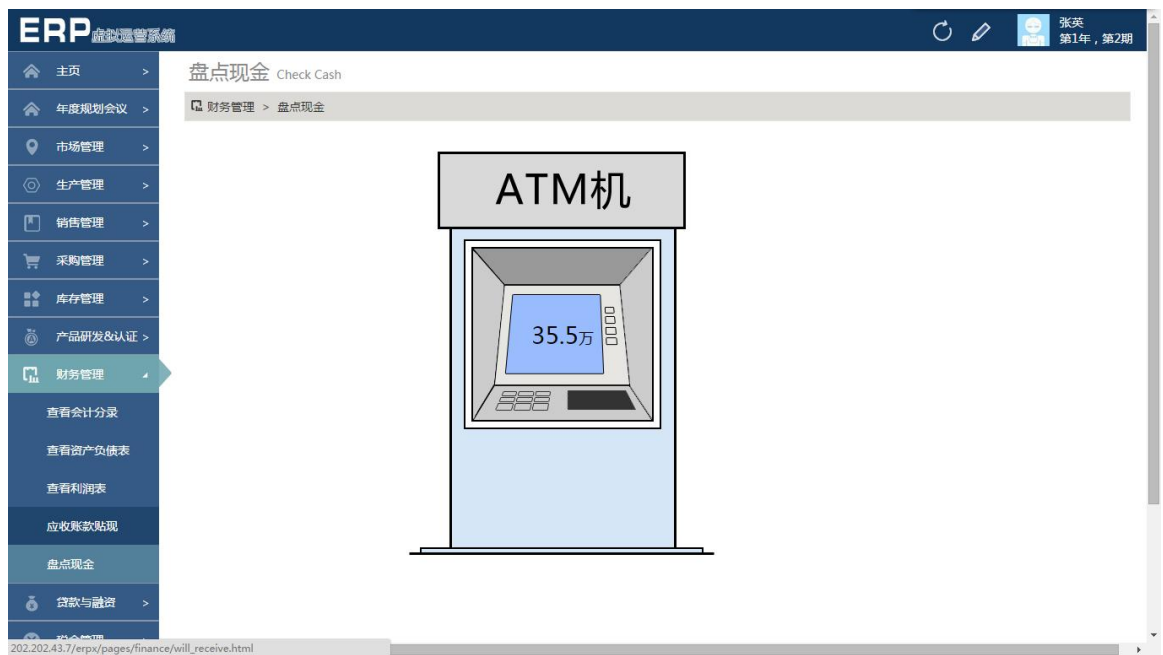 ERP虚拟运营系统
张英
第1年，第2期
主页 >
年度规划会议 >
市场管理 >
生产管理 >
销售管理 >
采购管理 >
库存管理 >
产品研发&认证 >
财务管理
查看会计分录
查看资产负债表
查看利润表
应收账款贴现
盘点现金
贷款与融资 >
盘点现金 Check Cash
财务管理 > 盘点现金
ATM机
35.5万
202.202.43.7/erpx/pages/finance/will_receive.html